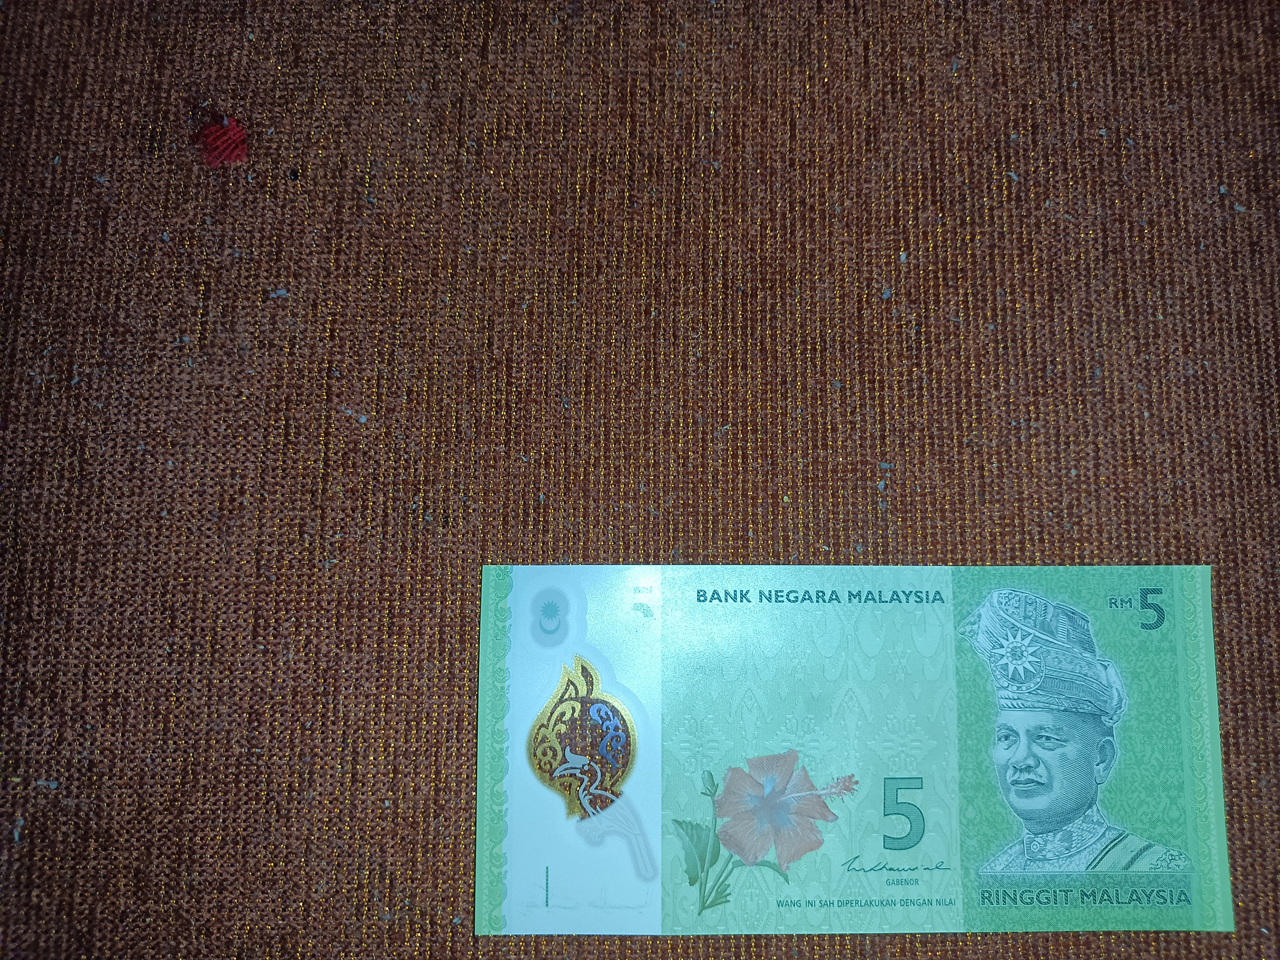 BANK NEGARA MALAYSIA
RM 5
5
GABENOR
WANG INI SAH DIPERLAKUKAN DENGAN NILAI
RINGGIT MALAYSIA